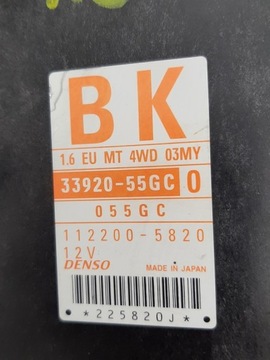 BK
1.6 EU MT 4WD 03MY
33920-55GC 0
055GC
112200-5820
12V
DENSO MADE IN JAPAN
*225820J*